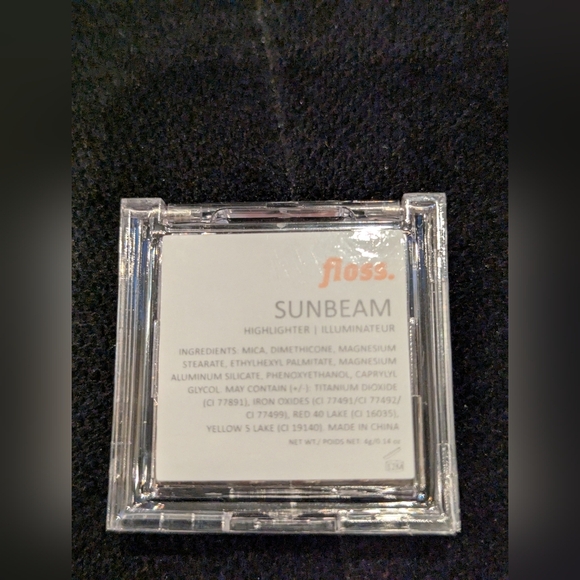 floss.
SUNBEAM
HIGHLIGHTER | ILLUMINATEUR
INGREDIENTS: MICA, DIMETHICONE, MAGNESIUM
STEARATE, ETHYLHEXYL PALMITATE, MAGNESIUM
ALUMINUM SILICATE, PHENOXYETHANOL, CAPRYLYL
GLYCOL. MAY CONTAIN (+/-): TITANIUM DIOXIDE
(CI 77891), IRON OXIDES (CI 77491/CI 77492/
CI 77499), RED 40 LAKE (CI 16035),
YELLOW 5 LAKE (CI 19140). MADE IN CHINA
NET WT./ POIDS NET: 4g/0.14 oz
12M